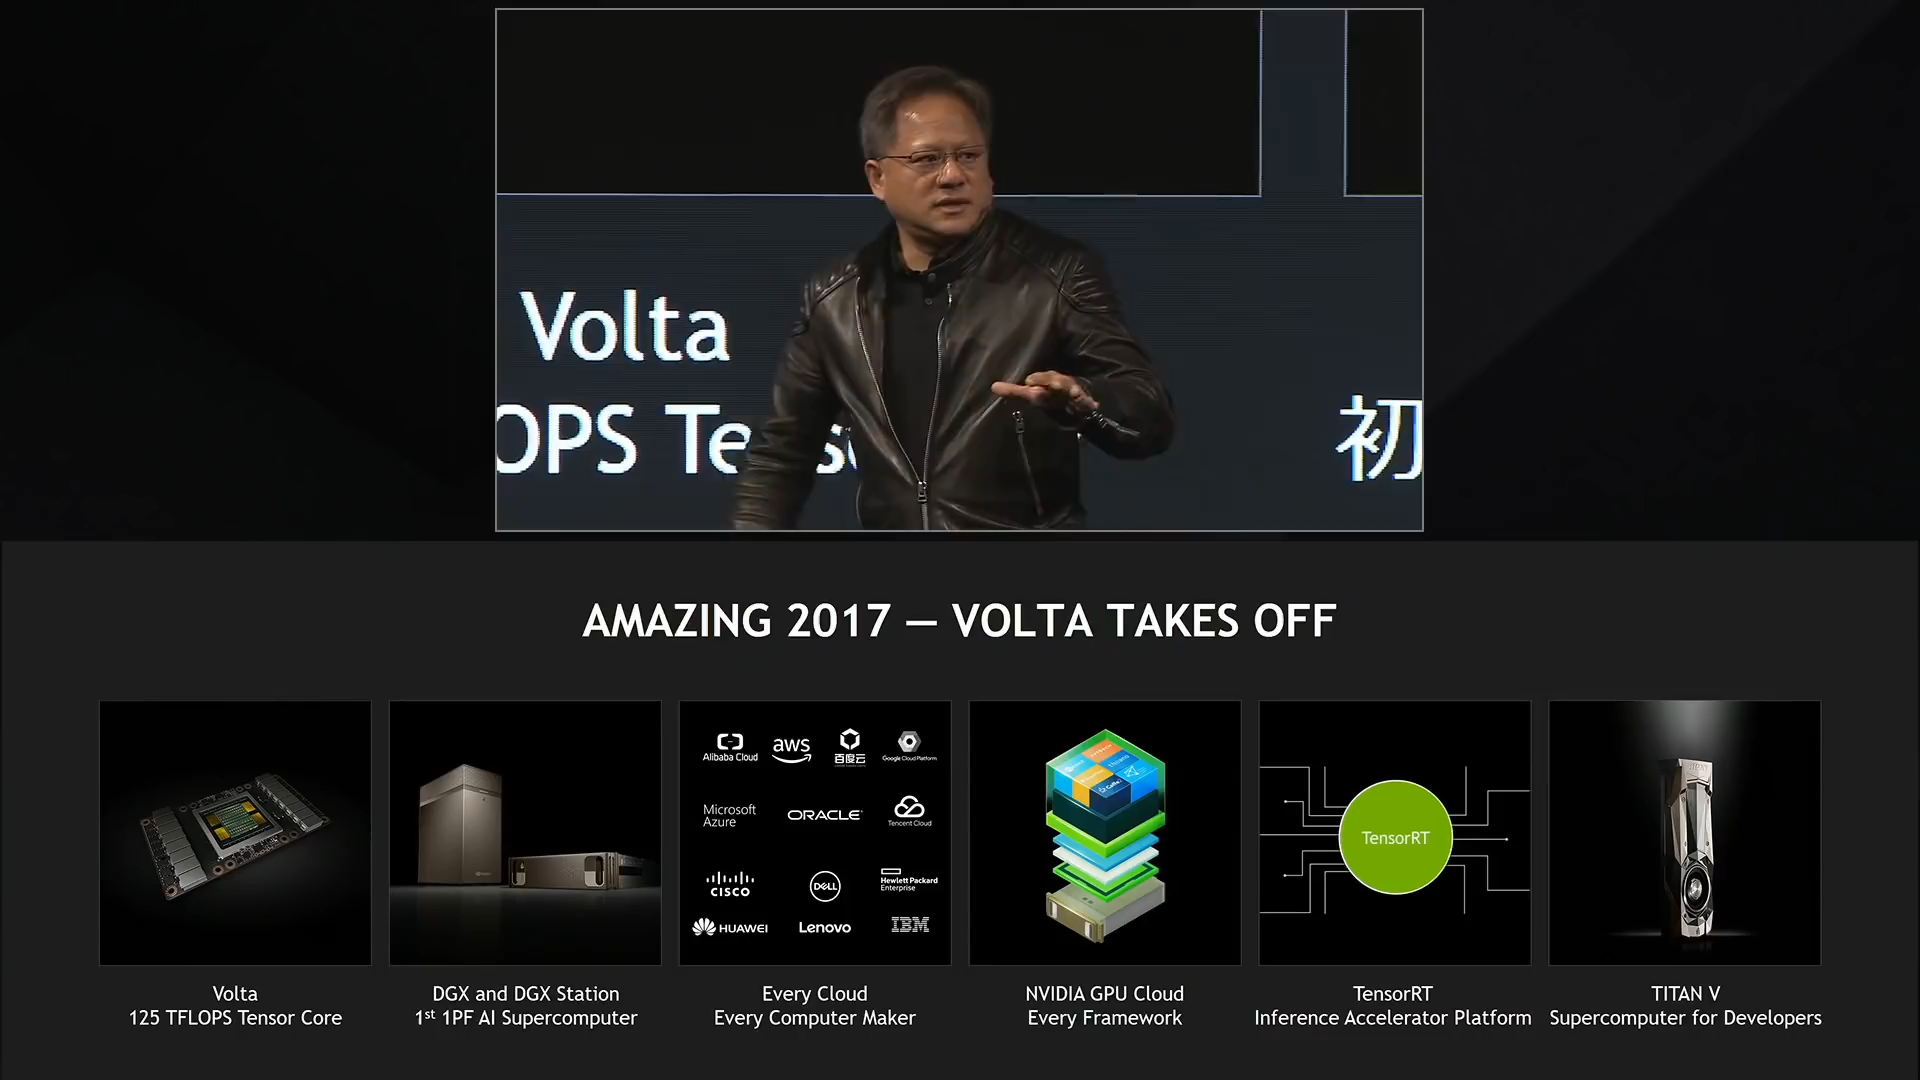 Volta
OPS Te
初
AMAZING 2017 — VOLTA TAKES OFF
Alibaba Cloud
aws
百度云
Google Cloud Platform
Microsoft
Azure
ORACLE
Tencent Cloud
CISCO
DELL
Hewlett Packard
Enterprise
HUAWEI
Lenovo
IBM
TensorRT
Volta
125 TFLOPS Tensor Core
DGX and DGX Station
1st 1PF AI Supercomputer
Every Cloud
Every Computer Maker
NVIDIA GPU Cloud
Every Framework
TensorRT
Inference Accelerator Platform
TITAN V
Supercomputer for Developers